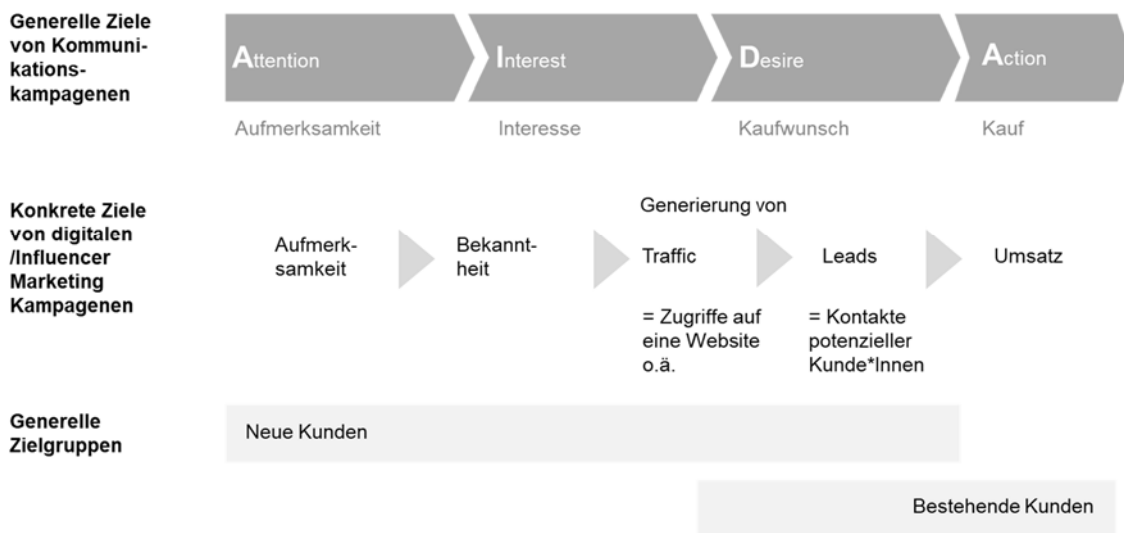 Generelle Ziele
von Kommuni-
kations-
kampagenen
Attention
Interest
Desire
Action
Aufmerksamkeit
Interesse
Kaufwunsch
Kauf
Konkrete Ziele
von digitalen
/Influencer
Marketing
Kampagenen
Aufmerk-
samkeit
Bekannt-
heit
Generierung von
Traffic
Leads
Umsatz
= Zugriffe auf
eine Website
o.ä.
= Kontakte
potenzieller
Kunde*Innen
Generelle
Zielgruppen
Neue Kunden
Bestehende Kunden